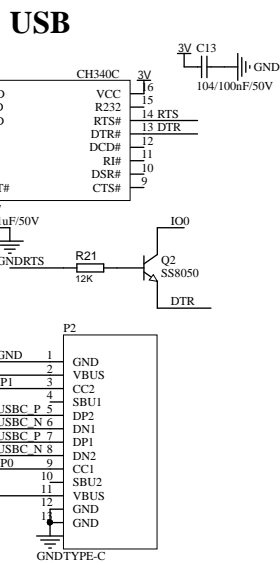 USB
3V C13
GND
104/100nF/50V
CH340C 3V
VCC 16
R232 15
RTS# 14 RTS
DTR# 13 DTR
DCD# 12
RI# 11
DSR# 10
CTS# 9
1uF/50V
IO0
GNDRTS R21 Q2
12K SS8050
DTR
P2
GND 1 GND
2 VBUS
P1 3 CC2
4 SBU1
USBC_P 5 DP2
USBC_N 6 DN1
USBC_P 7 DP1
USBC_N 8 DN2
P0 9 CC1
10 SBU2
11 VBUS
12 GND
13 GND
GNDTYPE-C